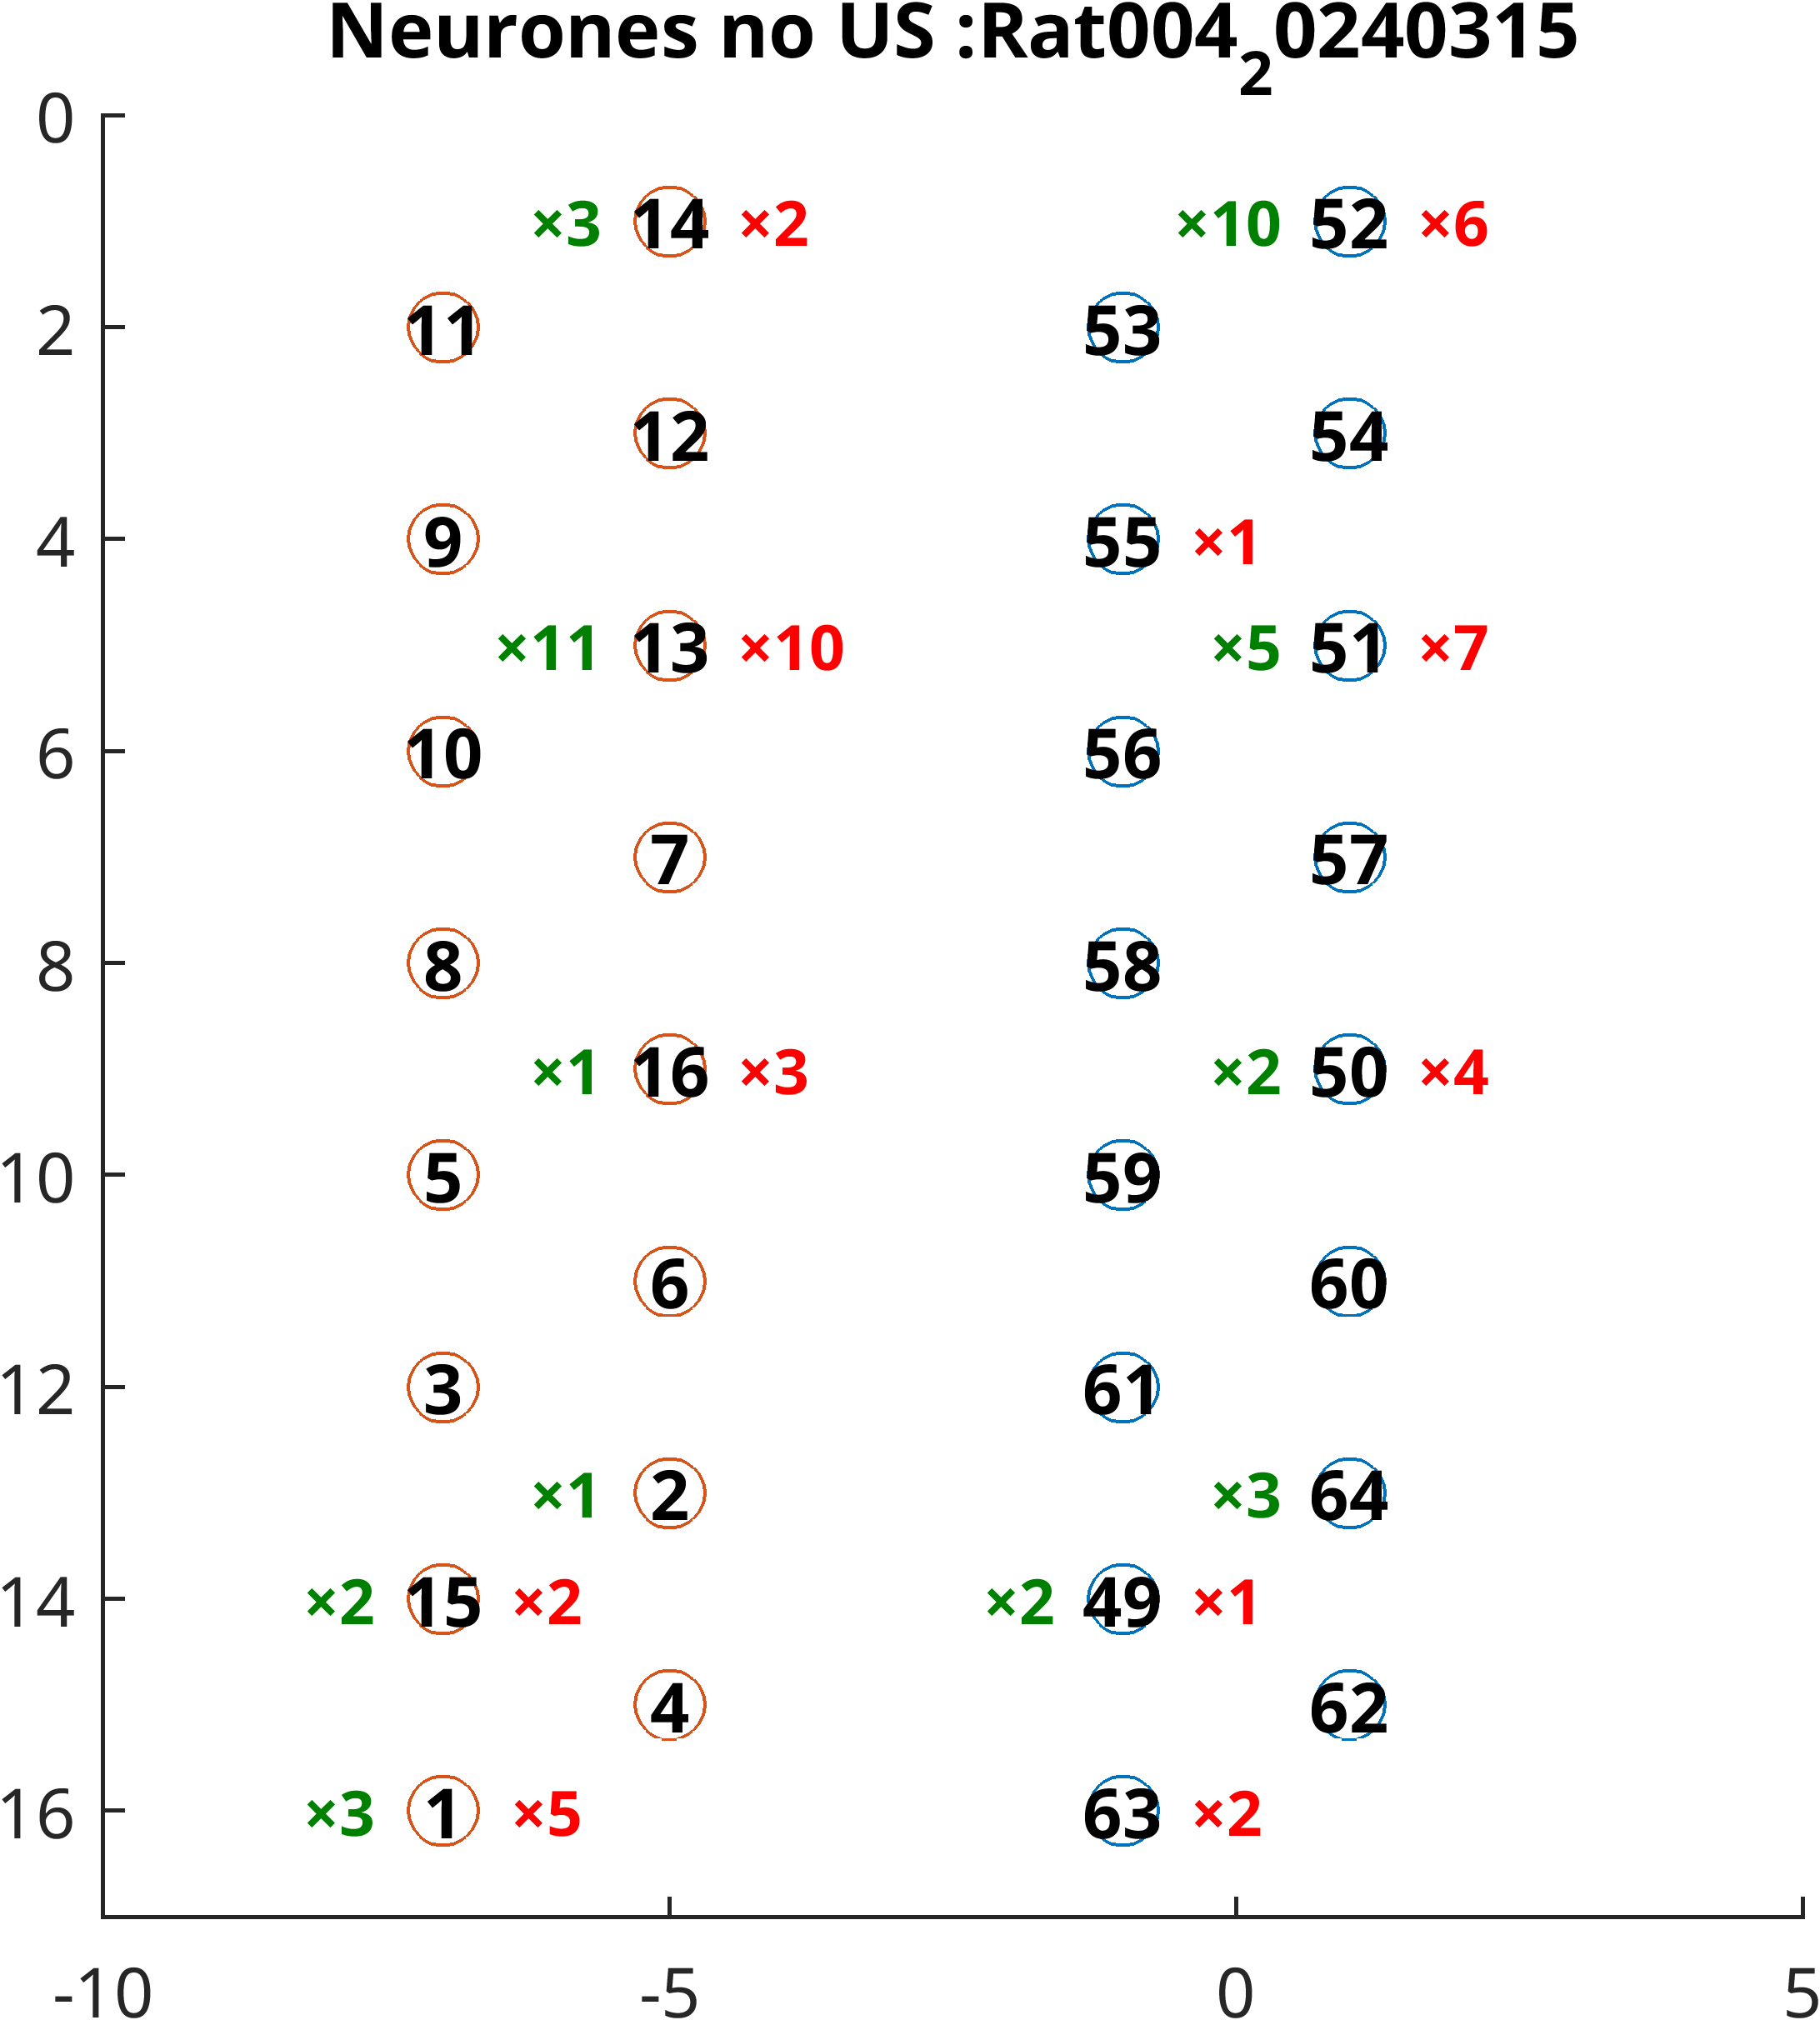 Neurones no US :Rat004₂0240315
0
×3 14 ×2 ×10 52 ×6
2 11 53
12 54
4 9 55 ×1
×11 13 ×10 ×5 51 ×7
6 10 56
7 57
8 8 58
×1 16 ×3 ×2 50 ×4
10 5 59
6 60
12 3 61
×1 2 ×3 64
14 ×2 15 ×2 ×2 49 ×1
4 62
16 ×3 1 ×5 63 ×2
-10 -5 0 5